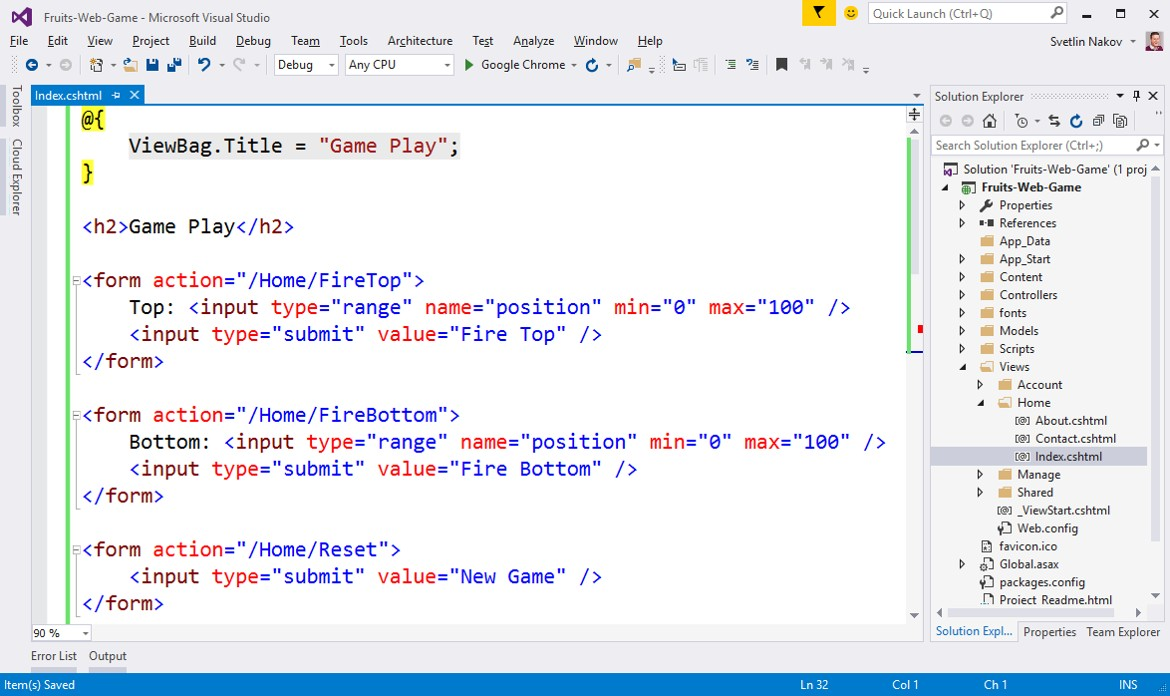 Fruits-Web-Game - Microsoft Visual Studio
Quick Launch (Ctrl+Q)
File Edit View Project Build Debug Team Tools Architecture Test Analyze Window Help
Svetlin Nakov
Debug Any CPU Google Chrome
Toolbox
Cloud Explorer
Index.cshtml
@{
ViewBag.Title = "Game Play";
}
<h2>Game Play</h2>
<form action="/Home/FireTop">
Top: <input type="range" name="position" min="0" max="100" />
<input type="submit" value="Fire Top" />
</form>
<form action="/Home/FireBottom">
Bottom: <input type="range" name="position" min="0" max="100" />
<input type="submit" value="Fire Bottom" />
</form>
<form action="/Home/Reset">
<input type="submit" value="New Game" />
</form>
90 %
Solution Explorer
Search Solution Explorer (Ctrl+;)
Solution 'Fruits-Web-Game' (1 proj
Fruits-Web-Game
Properties
References
App_Data
App_Start
Content
Controllers
fonts
Models
Scripts
Views
Account
Home
About.cshtml
Contact.cshtml
Index.cshtml
Manage
Shared
_ViewStart.cshtml
Web.config
favicon.ico
Global.asax
packages.config
Project_Readme.html
Solution Expl... Properties Team Explorer
Error List Output
Item(s) Saved Ln 32 Col 1 Ch 1 INS